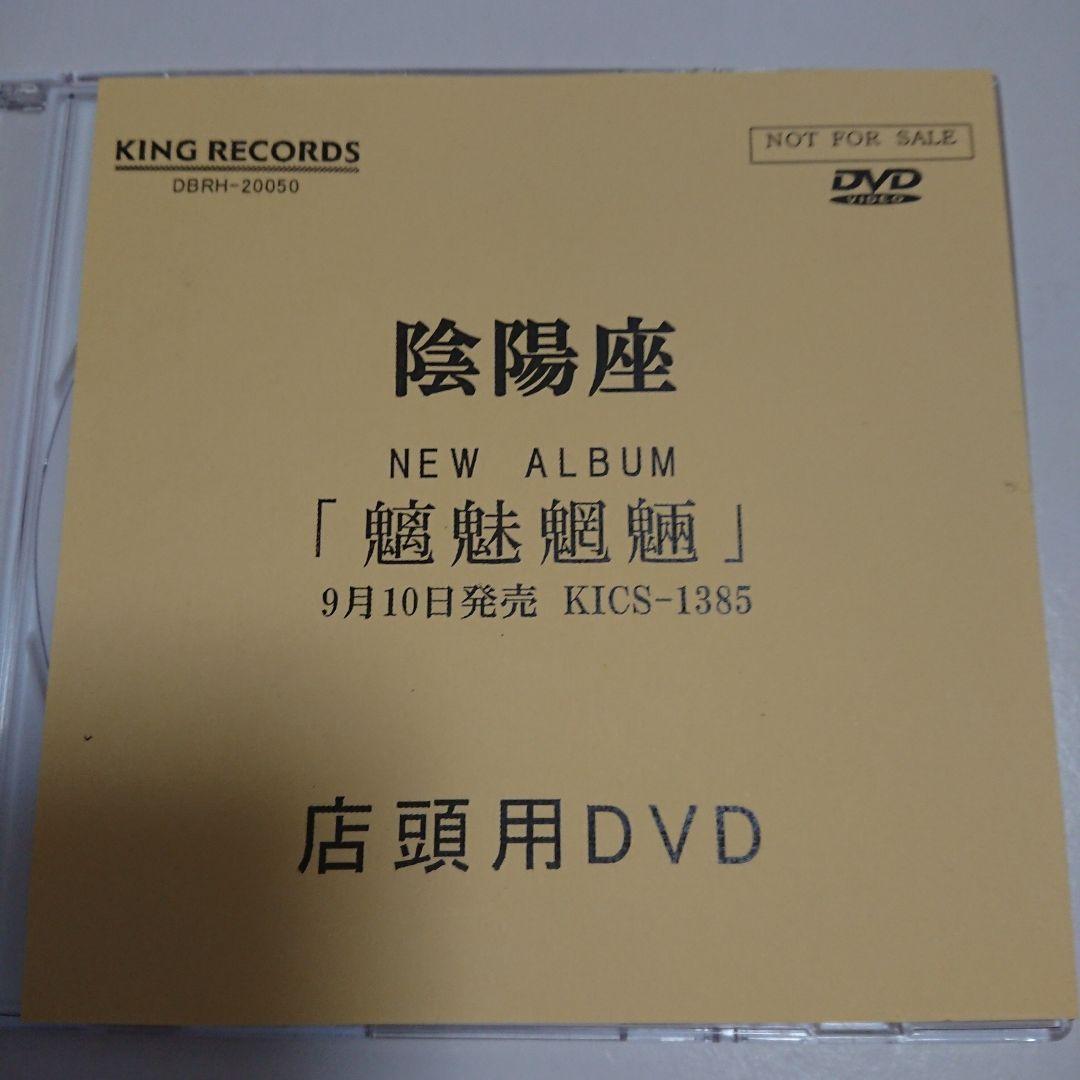 KING RECORDS
DBRH-20050
NOT FOR SALE
DVD
VIDEO
陰陽座
NEW ALBUM
「魑魅魍魎」
9月10日発売 KICS-1385
店頭用DVD